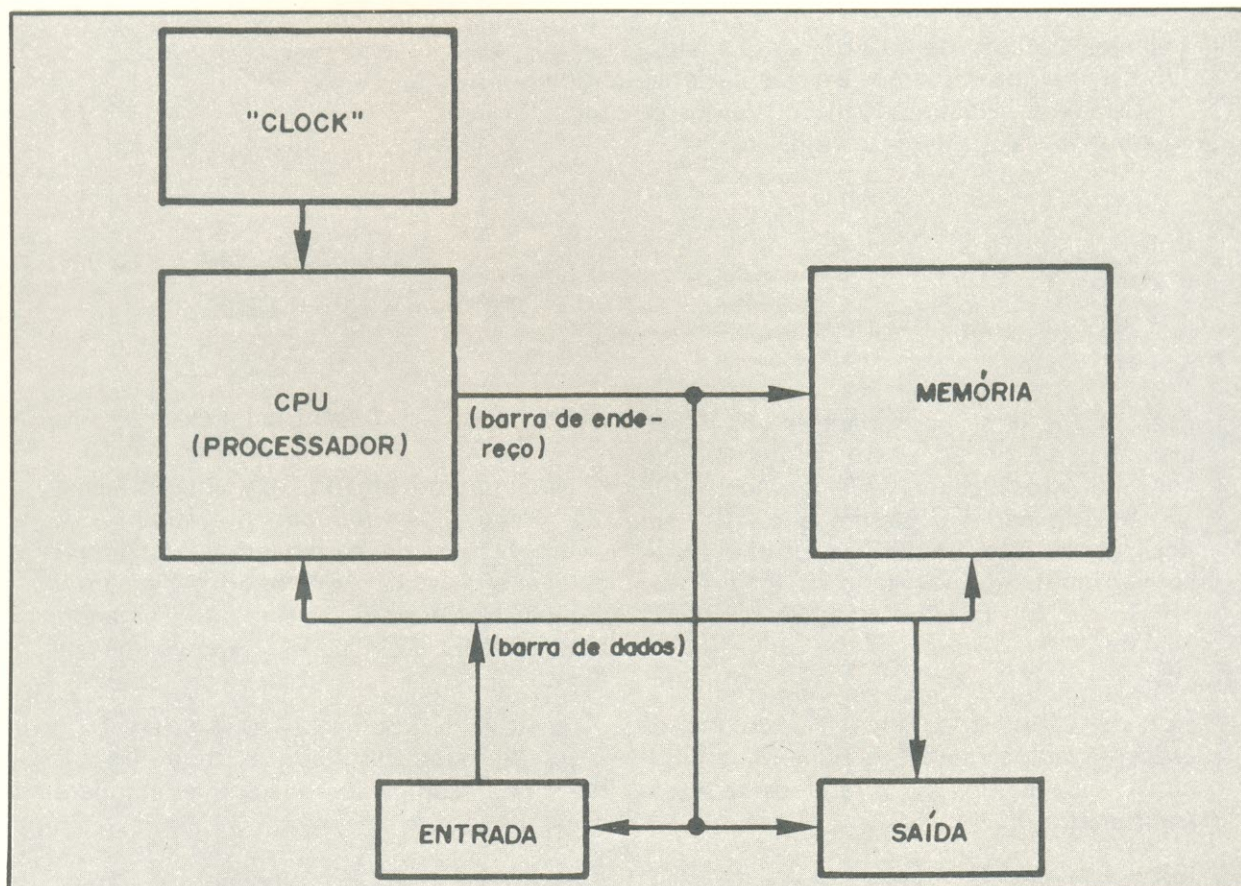 "CLOCK"
CPU
(PROCESSADOR)
(barra de ende-
reço)
MEMÓRIA
(barra de dados)
ENTRADA
SAÍDA